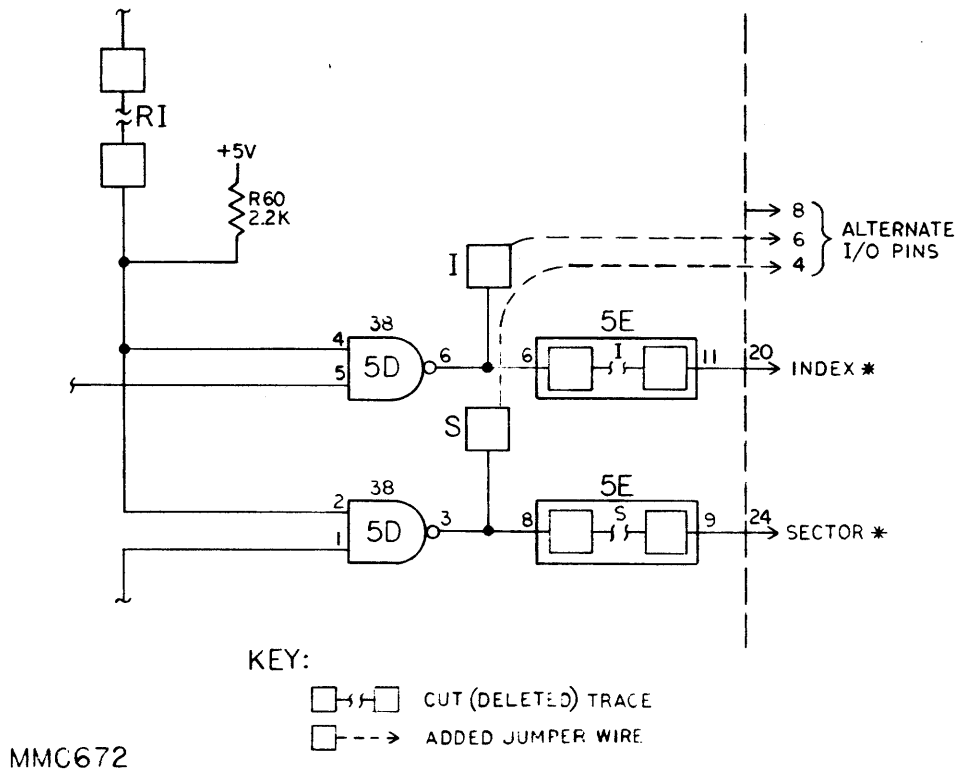 RI
+5V
R60
2.2K
8
6
4
ALTERNATE
I/O PINS
I
38
4
5
5D
6
5E
6
I
11
20
INDEX *
S
38
2
1
5D
3
5E
8
S
9
24
SECTOR *
KEY:
CUT (DELETED) TRACE
ADDED JUMPER WIRE
MMC672